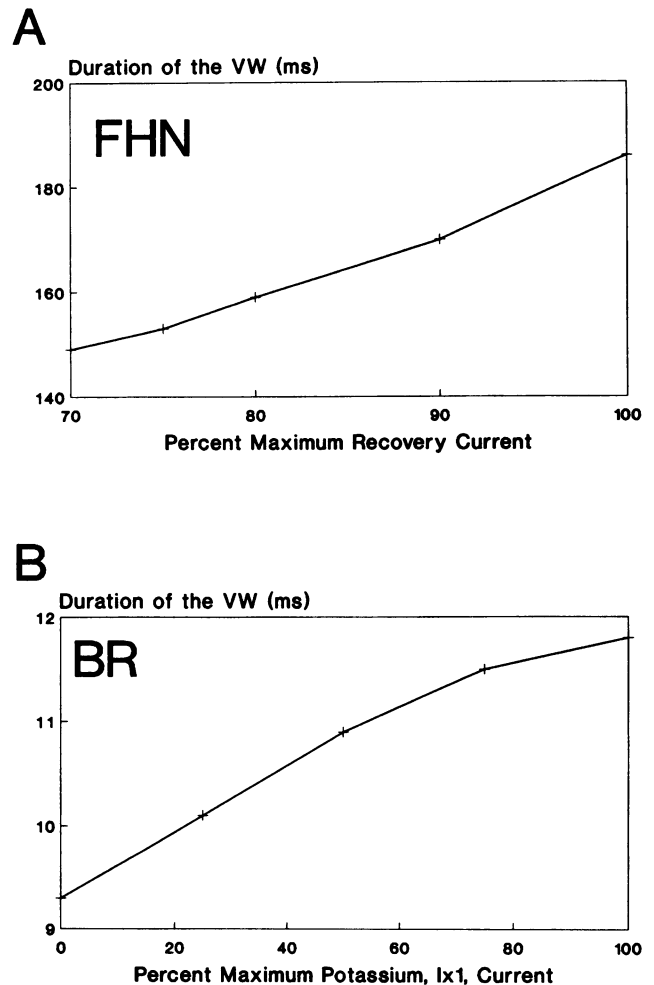 A
Duration of the VW (ms)
200
FHN
180
160
140
70 80 90 100
Percent Maximum Recovery Current
B
Duration of the VW (ms)
12
BR
11
10
9
0 20 40 60 80 100
Percent Maximum Potassium, Ix1, Current